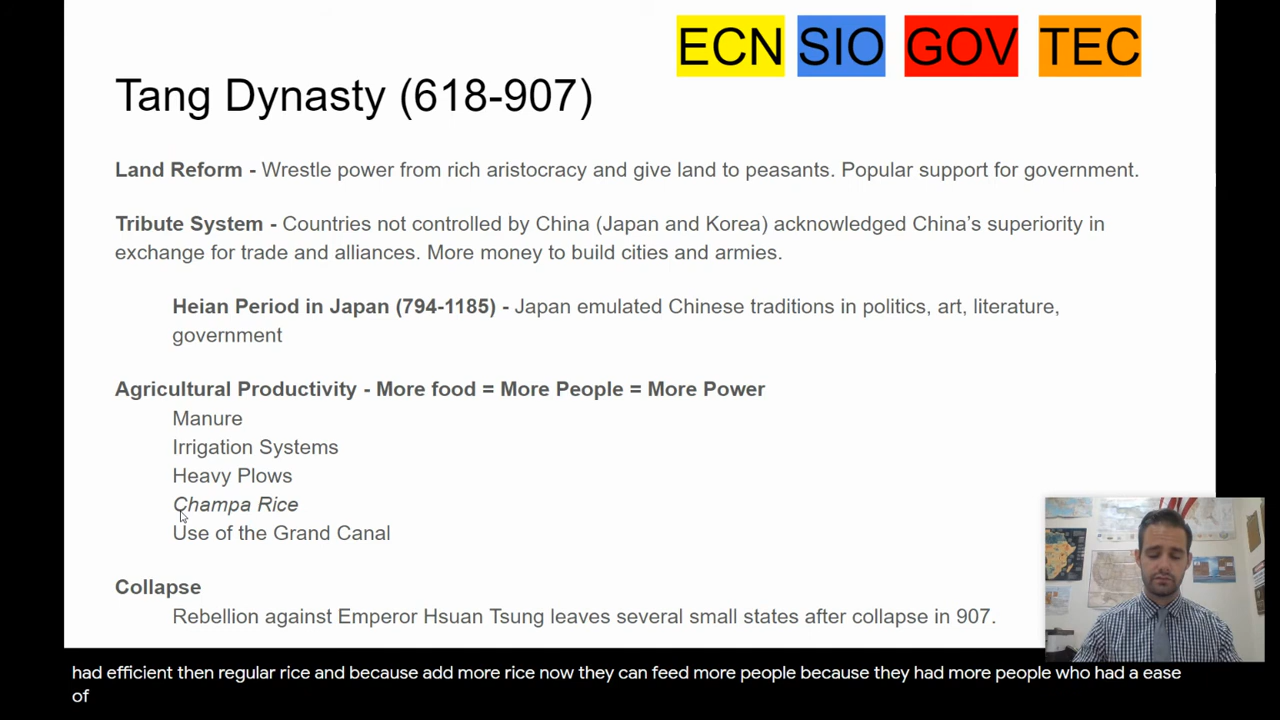 ECN SIO GOV TEC
Tang Dynasty (618-907)
Land Reform - Wrestle power from rich aristocracy and give land to peasants. Popular support for government.
Tribute System - Countries not controlled by China (Japan and Korea) acknowledged China's superiority in
exchange for trade and alliances. More money to build cities and armies.
Heian Period in Japan (794-1185) - Japan emulated Chinese traditions in politics, art, literature,
government
Agricultural Productivity - More food = More People = More Power
Manure
Irrigation Systems
Heavy Plows
Champa Rice
Use of the Grand Canal
Collapse
Rebellion against Emperor Hsuan Tsung leaves several small states after collapse in 907.
had efficient then regular rice and because add more rice now they can feed more people because they had more people who had a ease
of